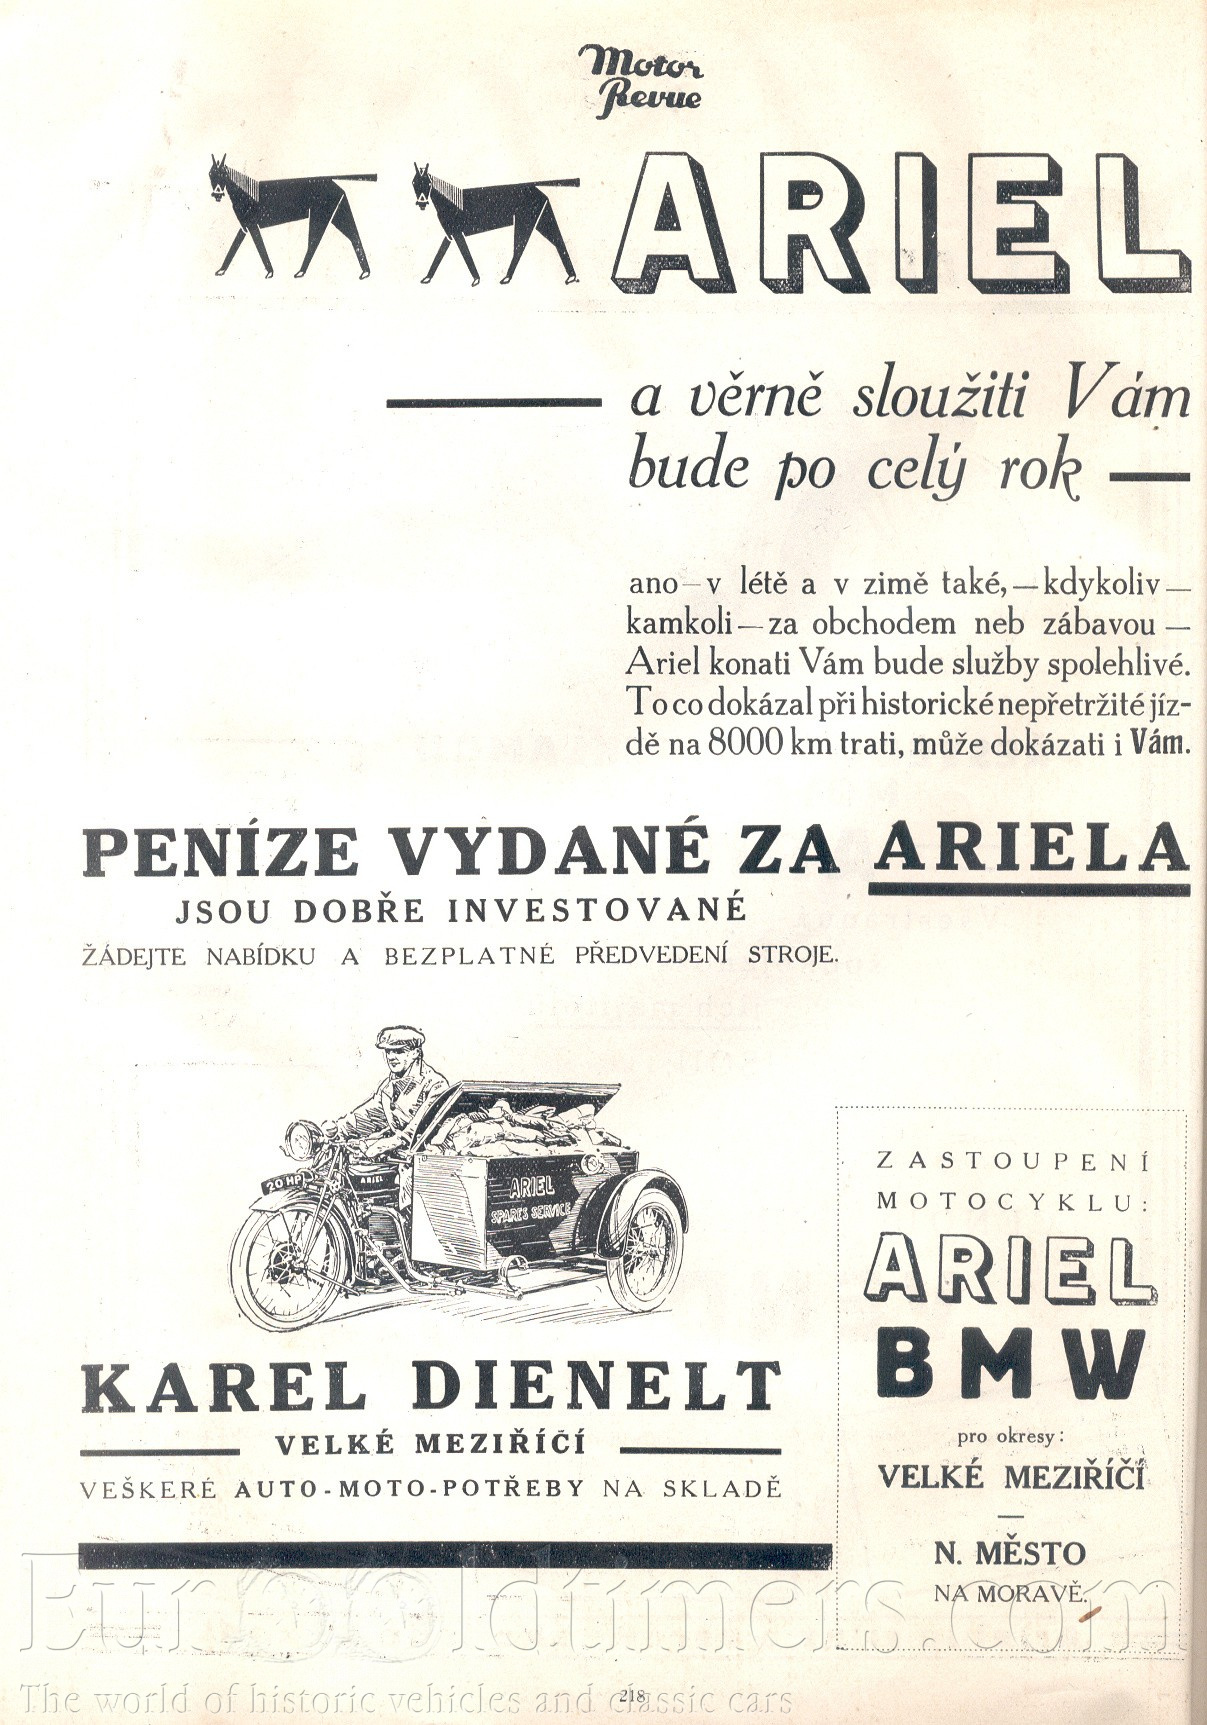 Motor
Revue
ARIEL
a věrně sloužiti Vám
bude po celý rok —
ano—v létě a v zimě také,—kdykoliv—
kamkoli—za obchodem neb zábavou—
Ariel konati Vám bude služby spolehlivé.
To co dokázal při historické nepřetržité jíz-
dě na 8000 km trati, může dokázati i Vám.
PENÍZE VYDANÉ ZA ARIELA
JSOU DOBŘE INVESTOVANÉ
ŽÁDEJTE NABÍDKU A BEZPLATNÉ PŘEDVEDENÍ STROJE.
20 HP
ARIEL
ARIEL
SPARES SERVICE
KAREL DIENELT
VELKÉ MEZIŘÍČÍ
VEŠKERÉ AUTO-MOTO-POTŘEBY NA SKLADĚ
ZASTOUPENÍ
MOTOCYKLU:
ARIEL
BMW
pro okresy:
VELKÉ MEZIŘÍČÍ
—
N. MĚSTO
NA MORAVĚ.
Eurooldtimers.com
The world of historic vehicles and classic cars
218